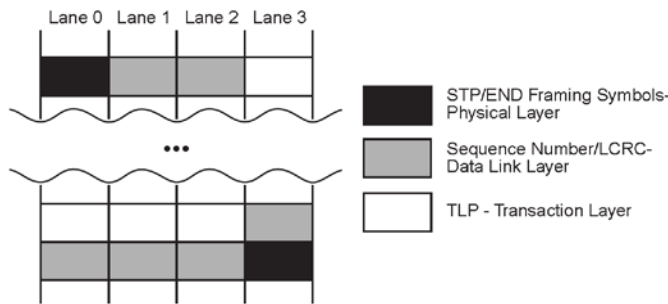 Lane 0 Lane 1 Lane 2 Lane 3
STP/END Framing Symbols-
Physical Layer
Sequence Number/LCRC-
Data Link Layer
TLP - Transaction Layer